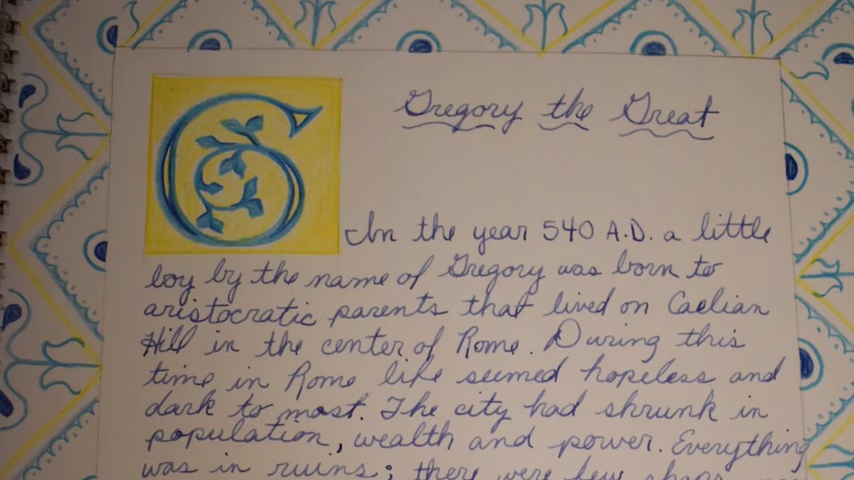 G
Gregory the Great
In the year 540 A.D. a little
boy by the name of Gregory was born to
aristocratic parents that lived on Caelian
Hill in the center of Rome. During this
time in Rome life seemed hopeless and
dark to most. The city had shrunk in
population, wealth and power. Everything
was in ruins; there were few shops